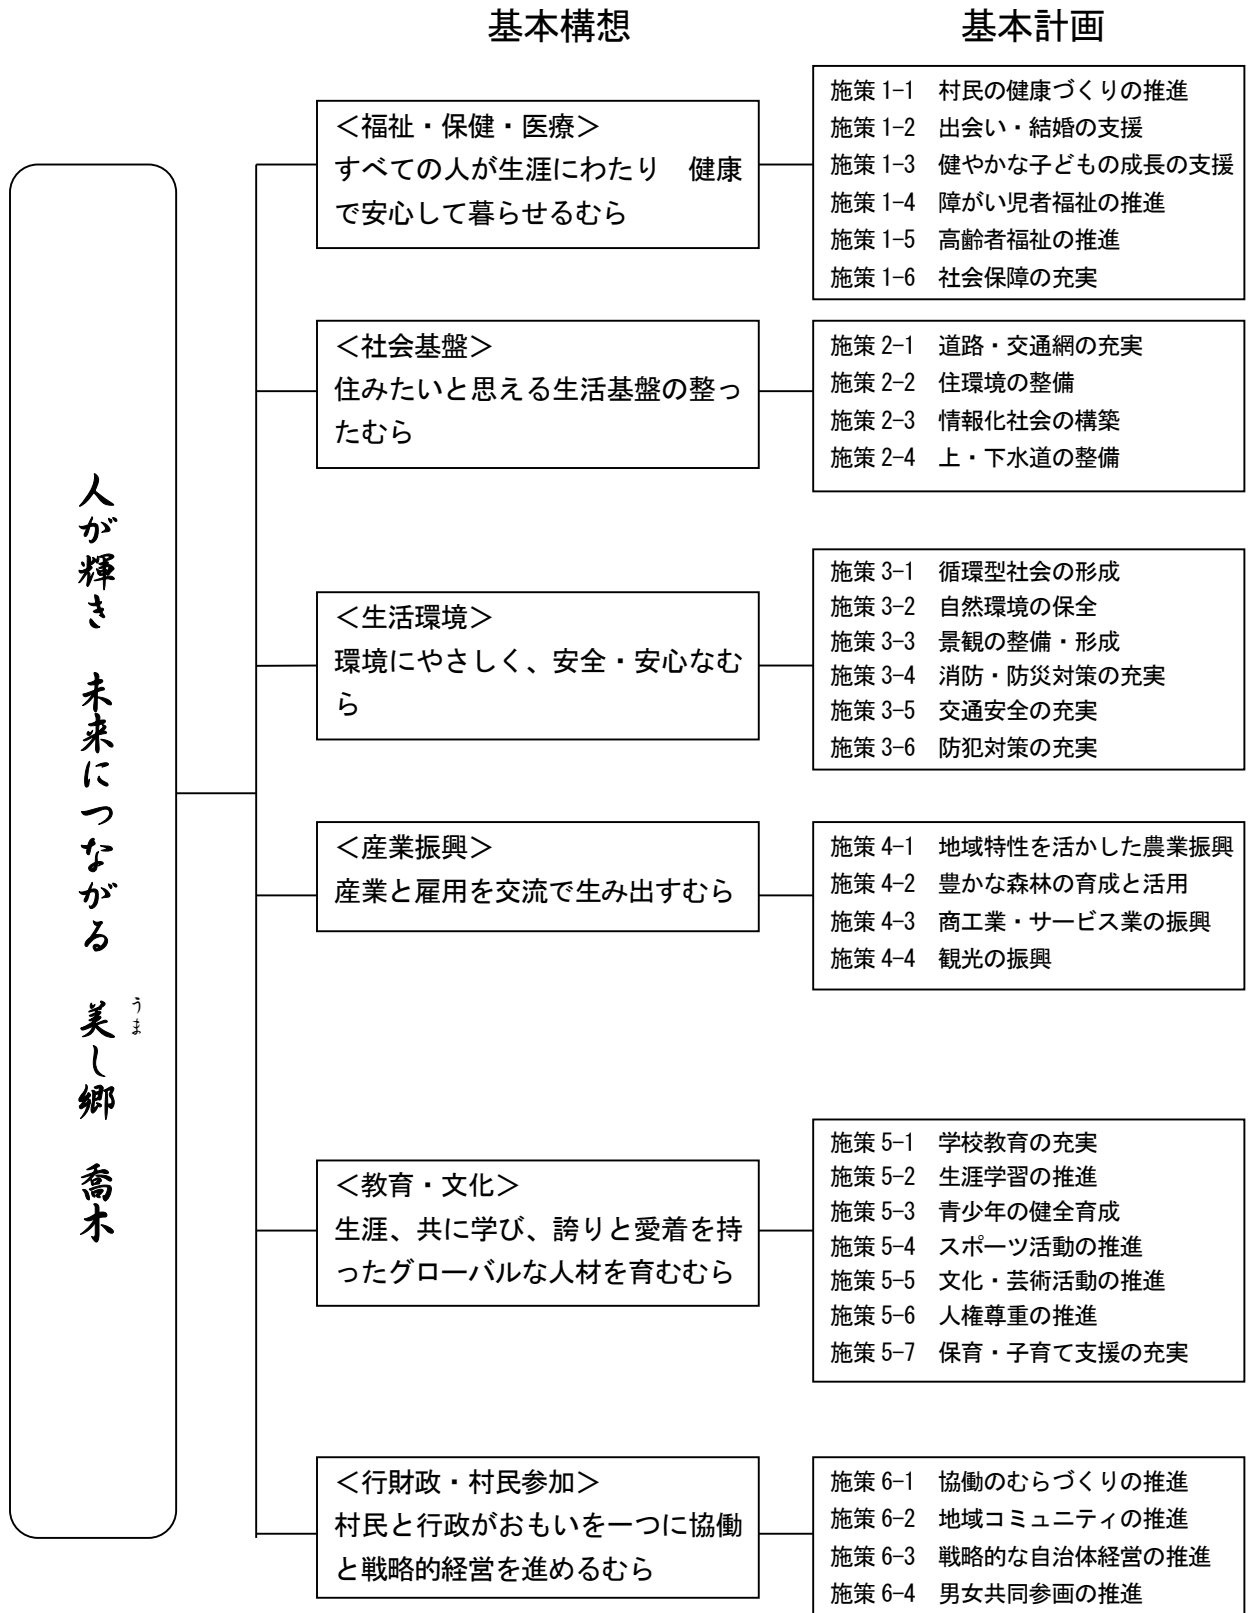 基本構想
基本計画
人が輝き　未来につながる　美し郷　喬木
うま
＜福祉・保健・医療＞
すべての人が生涯にわたり　健康
で安心して暮らせるむら
施策 1-1　村民の健康づくりの推進
施策 1-2　出会い・結婚の支援
施策 1-3　健やかな子どもの成長の支援
施策 1-4　障がい児者福祉の推進
施策 1-5　高齢者福祉の推進
施策 1-6　社会保障の充実
＜社会基盤＞
住みたいと思える生活基盤の整っ
たむら
施策 2-1　道路・交通網の充実
施策 2-2　住環境の整備
施策 2-3　情報化社会の構築
施策 2-4　上・下水道の整備
＜生活環境＞
環境にやさしく、安全・安心なむ
ら
施策 3-1　循環型社会の形成
施策 3-2　自然環境の保全
施策 3-3　景観の整備・形成
施策 3-4　消防・防災対策の充実
施策 3-5　交通安全の充実
施策 3-6　防犯対策の充実
＜産業振興＞
産業と雇用を交流で生み出すむら
施策 4-1　地域特性を活かした農業振興
施策 4-2　豊かな森林の育成と活用
施策 4-3　商工業・サービス業の振興
施策 4-4　観光の振興
＜教育・文化＞
生涯、共に学び、誇りと愛着を持
ったグローバルな人材を育むむら
施策 5-1　学校教育の充実
施策 5-2　生涯学習の推進
施策 5-3　青少年の健全育成
施策 5-4　スポーツ活動の推進
施策 5-5　文化・芸術活動の推進
施策 5-6　人権尊重の推進
施策 5-7　保育・子育て支援の充実
＜行財政・村民参加＞
村民と行政がおもいを一つに協働
と戦略的経営を進めるむら
施策 6-1　協働のむらづくりの推進
施策 6-2　地域コミュニティの推進
施策 6-3　戦略的な自治体経営の推進
施策 6-4　男女共同参画の推進